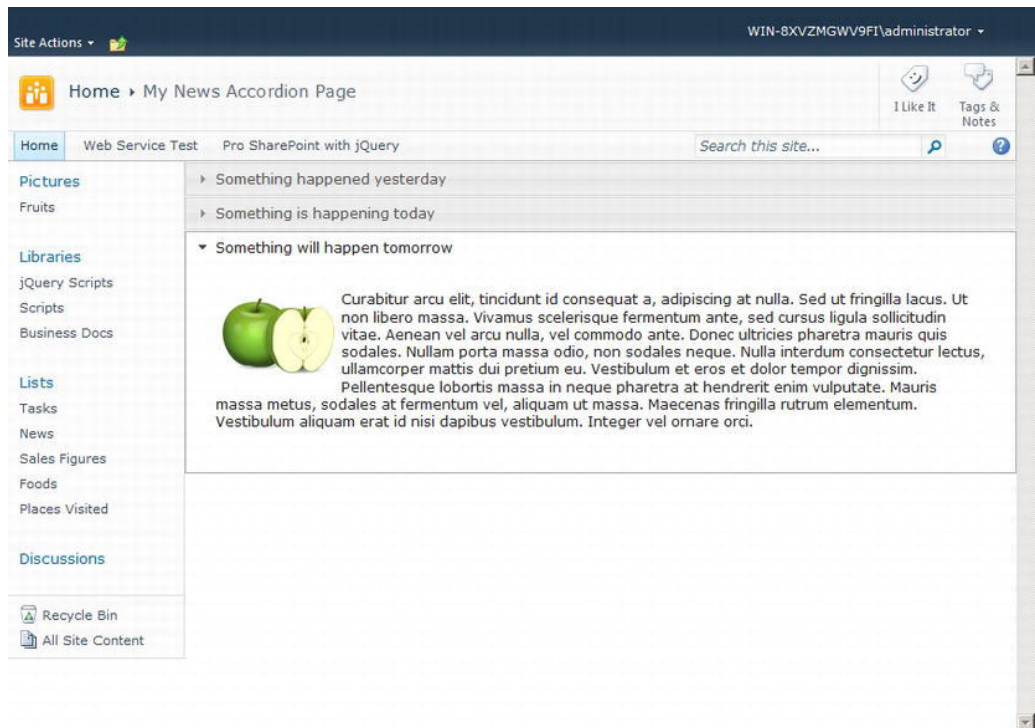 Site Actions
WIN-8XVZMGWV9FI\administrator
Home ▸ My News Accordion Page
I Like It
Tags &
Notes
Home Web Service Test Pro SharePoint with jQuery
Search this site...
Pictures
Fruits
Libraries
jQuery Scripts
Scripts
Business Docs
Lists
Tasks
News
Sales Figures
Foods
Places Visited
Discussions
Recycle Bin
All Site Content
Something happened yesterday
Something is happening today
Something will happen tomorrow
Curabitur arcu elit, tincidunt id consequat a, adipiscing at nulla. Sed ut fringilla lacus. Ut
non libero massa. Vivamus scelerisque fermentum ante, sed cursus ligula sollicitudin
vitae. Aenean vel arcu nulla, vel commodo ante. Donec ultricies pharetra mauris quis
sodales. Nullam porta massa odio, non sodales neque. Nulla interdum consectetur lectus,
ullamcorper mattis dui pretium eu. Vestibulum et eros et dolor tempor dignissim.
Pellentesque lobortis massa in neque pharetra at hendrerit enim vulputate. Mauris
massa metus, sodales at fermentum vel, aliquam ut massa. Maecenas fringilla rutrum elementum.
Vestibulum aliquam erat id nisi dapibus vestibulum. Integer vel ornare orci.